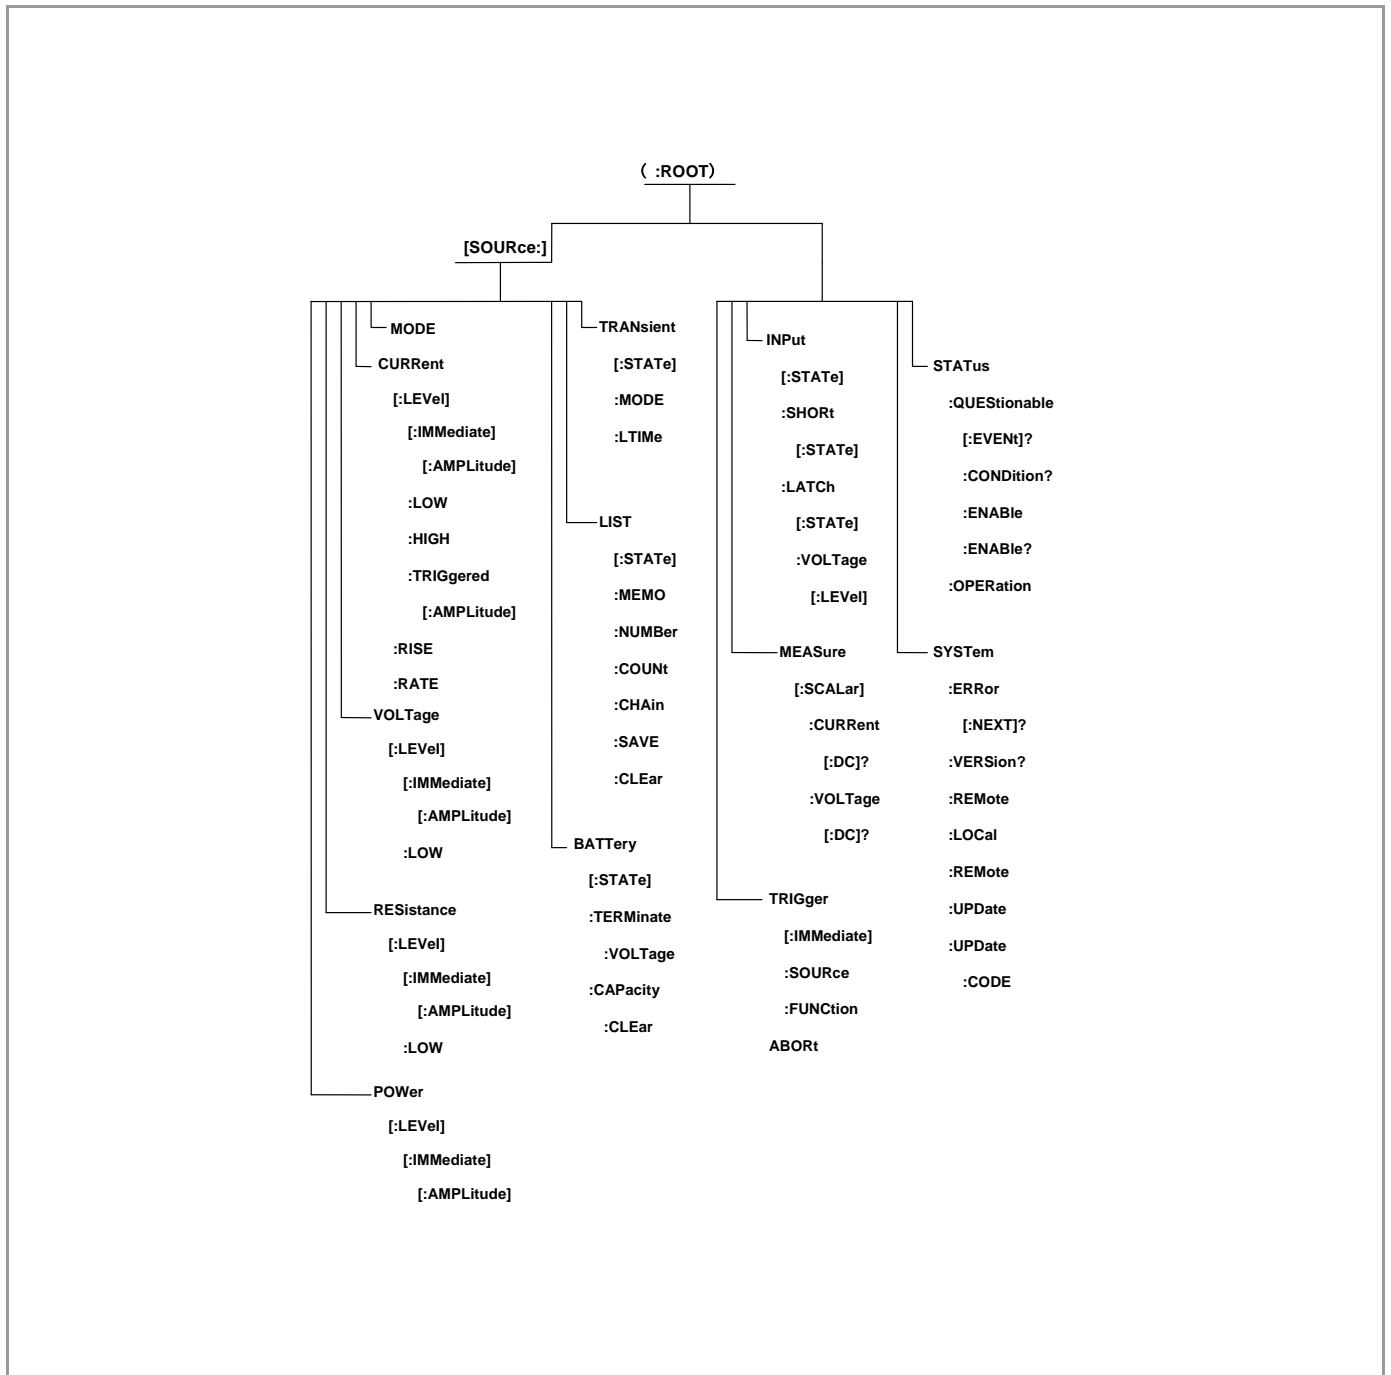 ( :ROOT)
[SOURce:]
MODE
CURRent
[:LEVel]
[:IMMediate]
[:AMPLitude]
:LOW
:HIGH
:TRIGgered
[:AMPLitude]
:RISE
:RATE
VOLTage
[:LEVel]
[:IMMediate]
[:AMPLitude]
:LOW
RESistance
[:LEVel]
[:IMMediate]
[:AMPLitude]
:LOW
POWer
[:LEVel]
[:IMMediate]
[:AMPLitude]
TRANsient
[:STATe]
:MODE
:LTIMe
LIST
[:STATe]
:MEMO
:NUMBer
:COUNt
:CHAin
:SAVE
:CLEar
BATTery
[:STATe]
:TERMinate
:VOLTage
:CAPacity
:CLEar
INPut
[:STATe]
:SHORt
[:STATe]
:LATCh
[:STATe]
:VOLTage
[:LEVel]
MEASure
[:SCALar]
:CURRent
[:DC]?
:VOLTage
[:DC]?
TRIGger
[:IMMediate]
:SOURce
:FUNCtion
ABORt
STATus
:QUEStionable
[:EVENt]?
:CONDition?
:ENABle
:ENABle?
:OPERation
SYSTem
:ERRor
[:NEXT]?
:VERSion?
:REMote
:LOCal
:REMote
:UPDate
:UPDate
:CODE